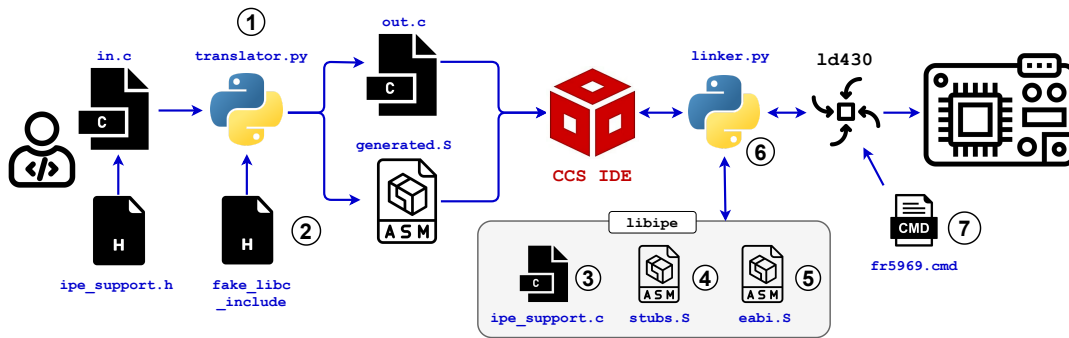 1
out.c
in.c
translator.py
linker.py
ld430
C
C
generated.S
6
CCS IDE
</>
ASM
libipe
H
H
2
CMD
7
3
4
5
C
ASM
ASM
fr5969.cmd
ipe_support.h
fake_libc
_include
ipe_support.c
stubs.S
eabi.S